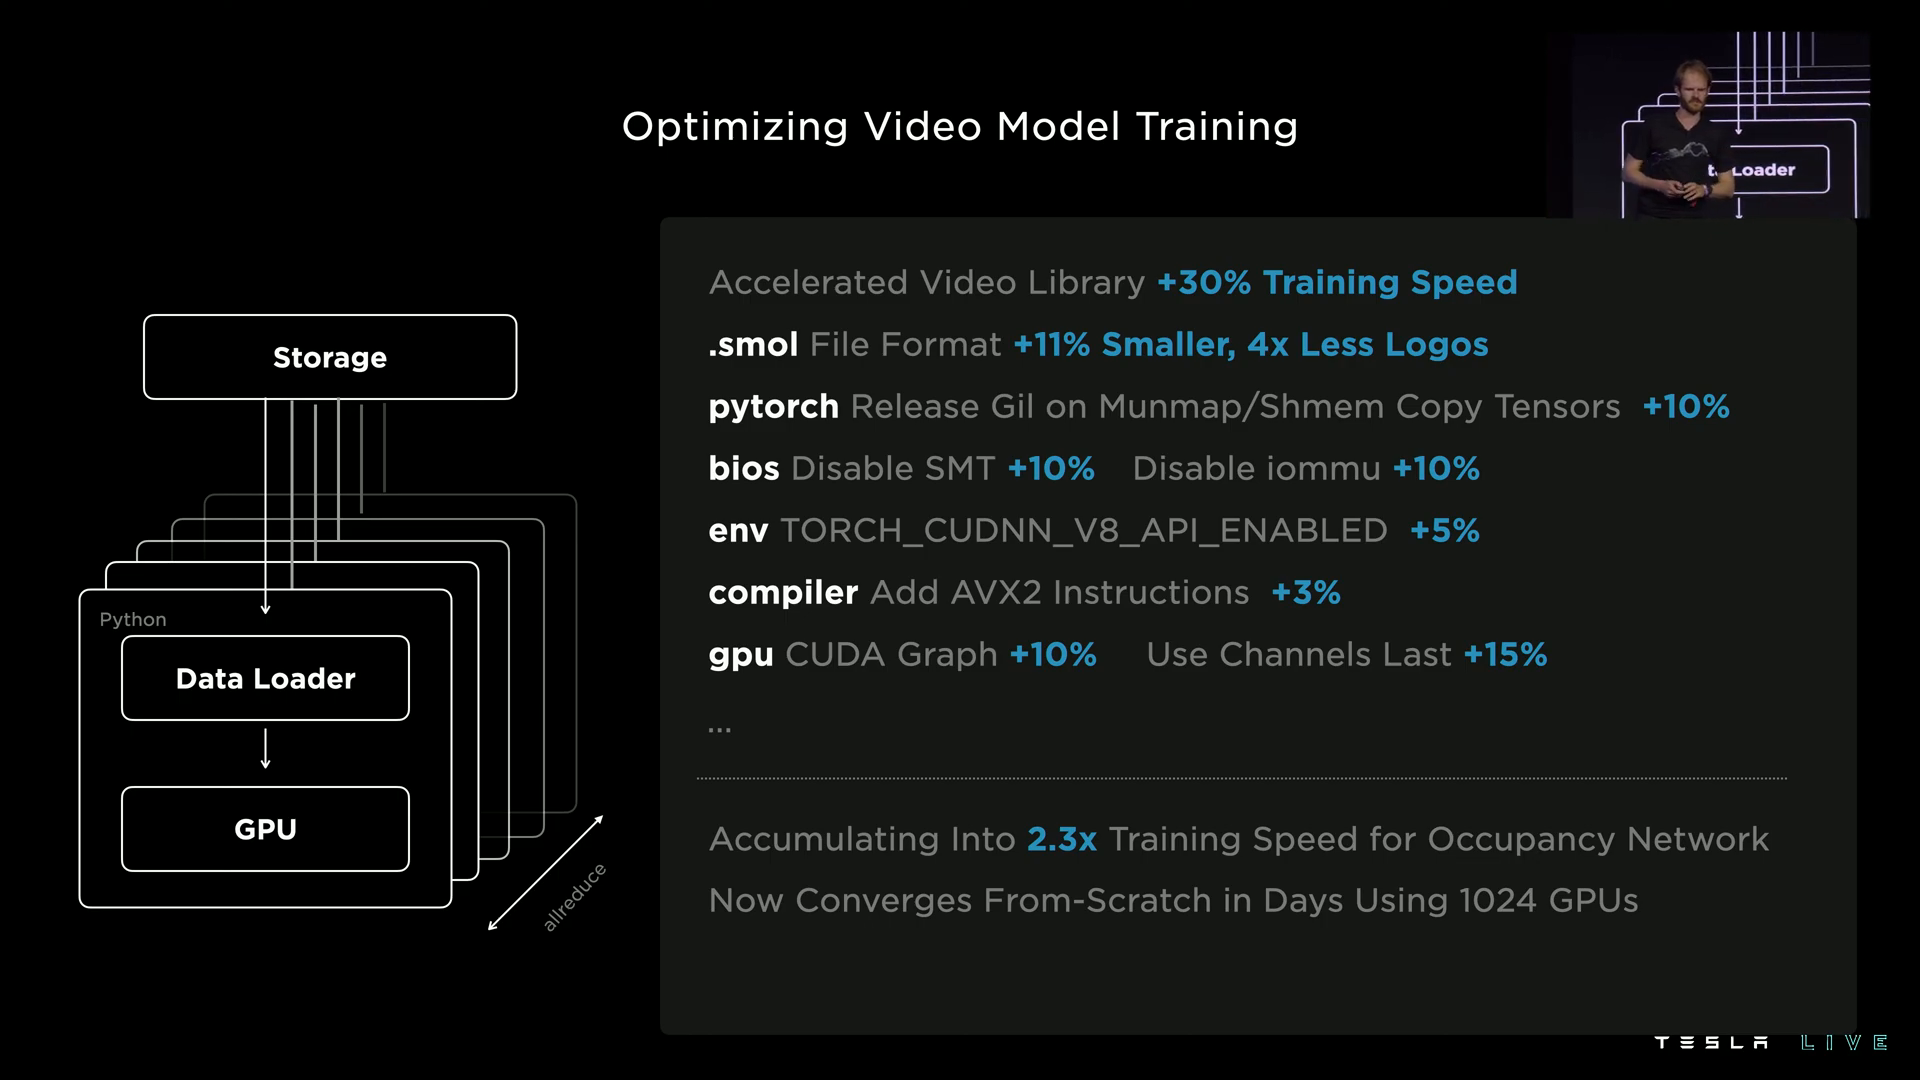 Optimizing Video Model Training
Loader
Storage
Python
Data Loader
GPU
allreduce
Accelerated Video Library +30% Training Speed
.smol File Format +11% Smaller, 4x Less Logos
pytorch Release Gil on Munmap/Shmem Copy Tensors +10%
bios Disable SMT +10% Disable iommu +10%
env TORCH_CUDNN_V8_API_ENABLED +5%
compiler Add AVX2 Instructions +3%
gpu CUDA Graph +10% Use Channels Last +15%
...
Accumulating Into 2.3x Training Speed for Occupancy Network
Now Converges From-Scratch in Days Using 1024 GPUs
TESLA LIVE